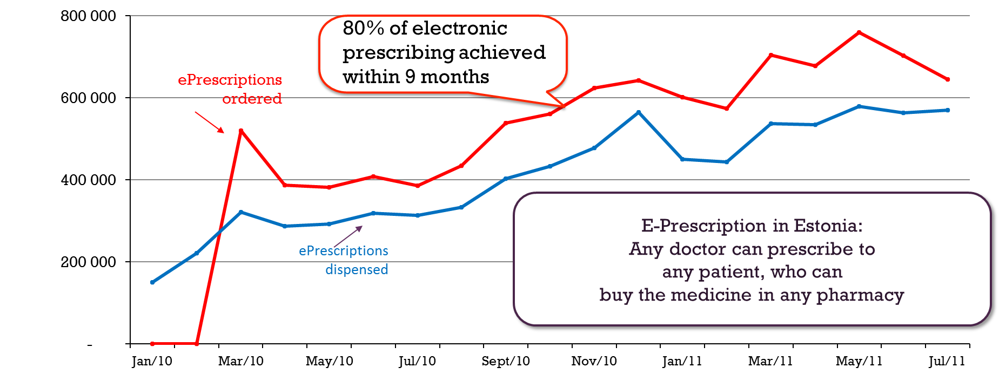 800 000
80% of electronic
prescribing achieved
within 9 months
ePrescriptions
ordered
600 000
400 000
E-Prescription in Estonia:
Any doctor can prescribe to
any patient, who can
buy the medicine in any pharmacy
ePrescriptions
dispensed
200 000
-
Jan/10 Mar/10 May/10 Jul/10 Sept/10 Nov/10 Jan/11 Mar/11 May/11 Jul/11